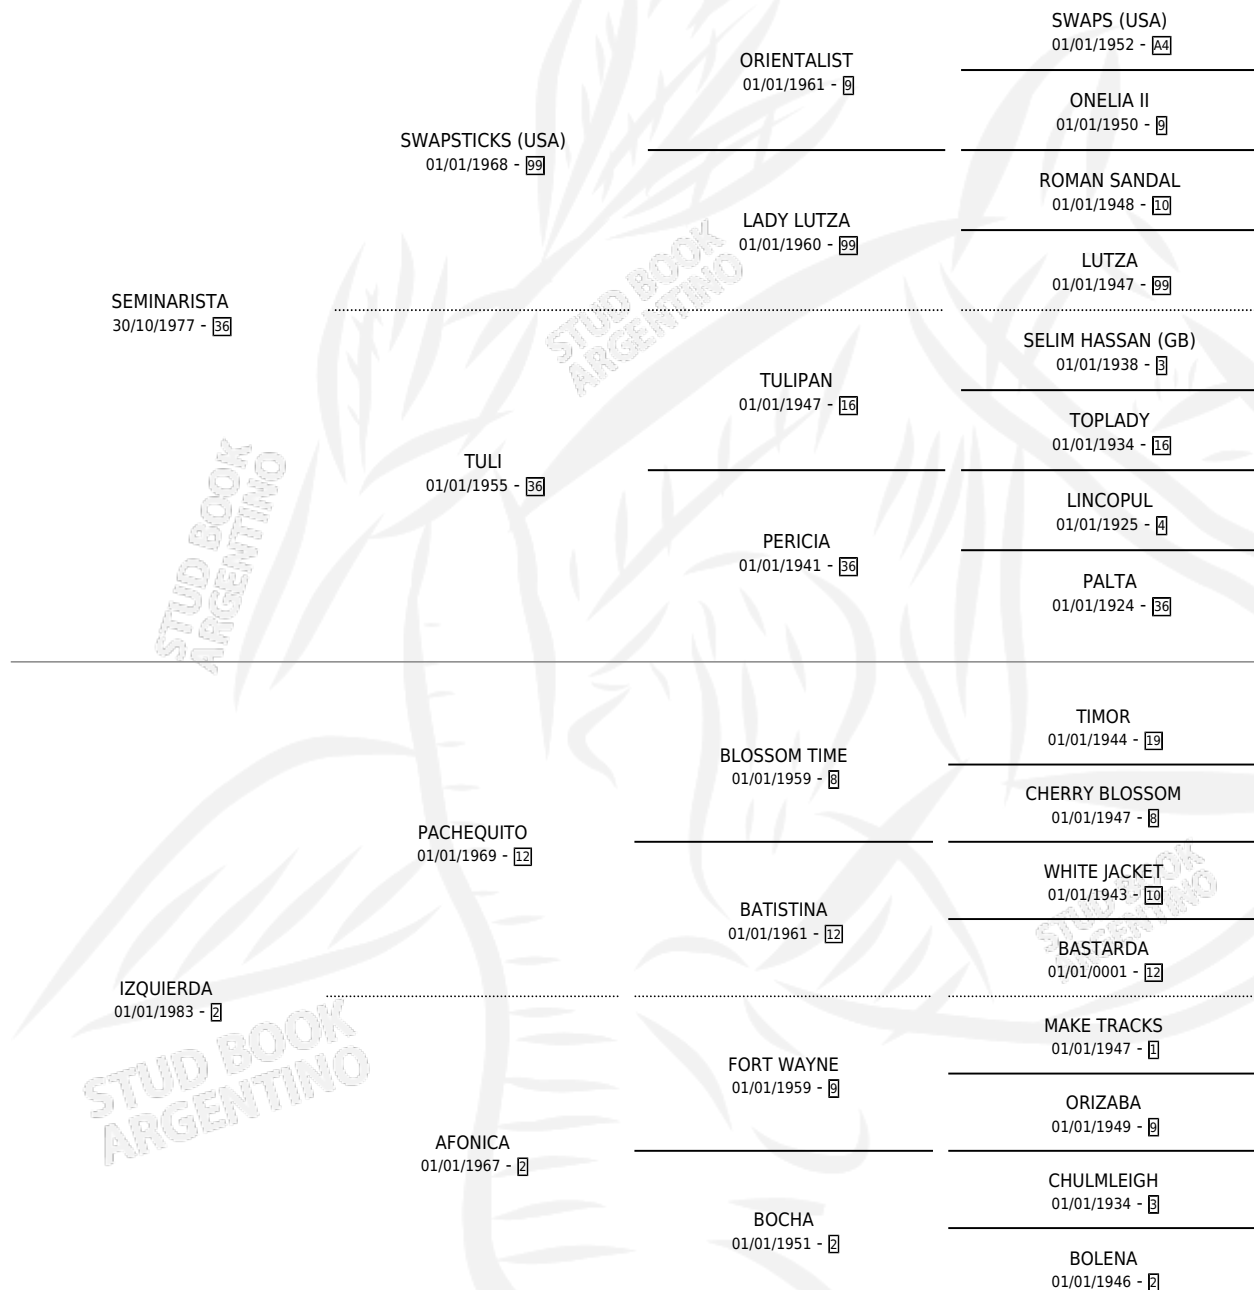 SEMINARISTA
30/10/1977 - 36
SWAPSTICKS (USA)
01/01/1968 - 99
ORIENTALIST
01/01/1961 - 9
SWAPS (USA)
01/01/1952 - A4
ONELIA II
01/01/1950 - 9
LADY LUTZA
01/01/1960 - 99
ROMAN SANDAL
01/01/1948 - 10
LUTZA
01/01/1947 - 99
TULI
01/01/1955 - 36
TULIPAN
01/01/1947 - 16
SELIM HASSAN (GB)
01/01/1938 - 3
TOPLADY
01/01/1934 - 16
PERICIA
01/01/1941 - 36
LINCOPUL
01/01/1925 - 4
PALTA
01/01/1924 - 36
IZQUIERDA
01/01/1983 - 2
PACHEQUITO
01/01/1969 - 12
BLOSSOM TIME
01/01/1959 - 8
TIMOR
01/01/1944 - 19
CHERRY BLOSSOM
01/01/1947 - 8
BATISTINA
01/01/1961 - 12
WHITE JACKET
01/01/1943 - 10
BASTARDA
01/01/0001 - 12
AFONICA
01/01/1967 - 2
FORT WAYNE
01/01/1959 - 9
MAKE TRACKS
01/01/1947 - 1
ORIZABA
01/01/1949 - 9
BOCHA
01/01/1951 - 2
CHULMLEIGH
01/01/1934 - 3
BOLENA
01/01/1946 - 2
STUD BOOK
ARGENTINO
STUD BOOK
ARGENTINO
STUD BOOK
ARGENTINO
STUD BOOK
ARGENTINO